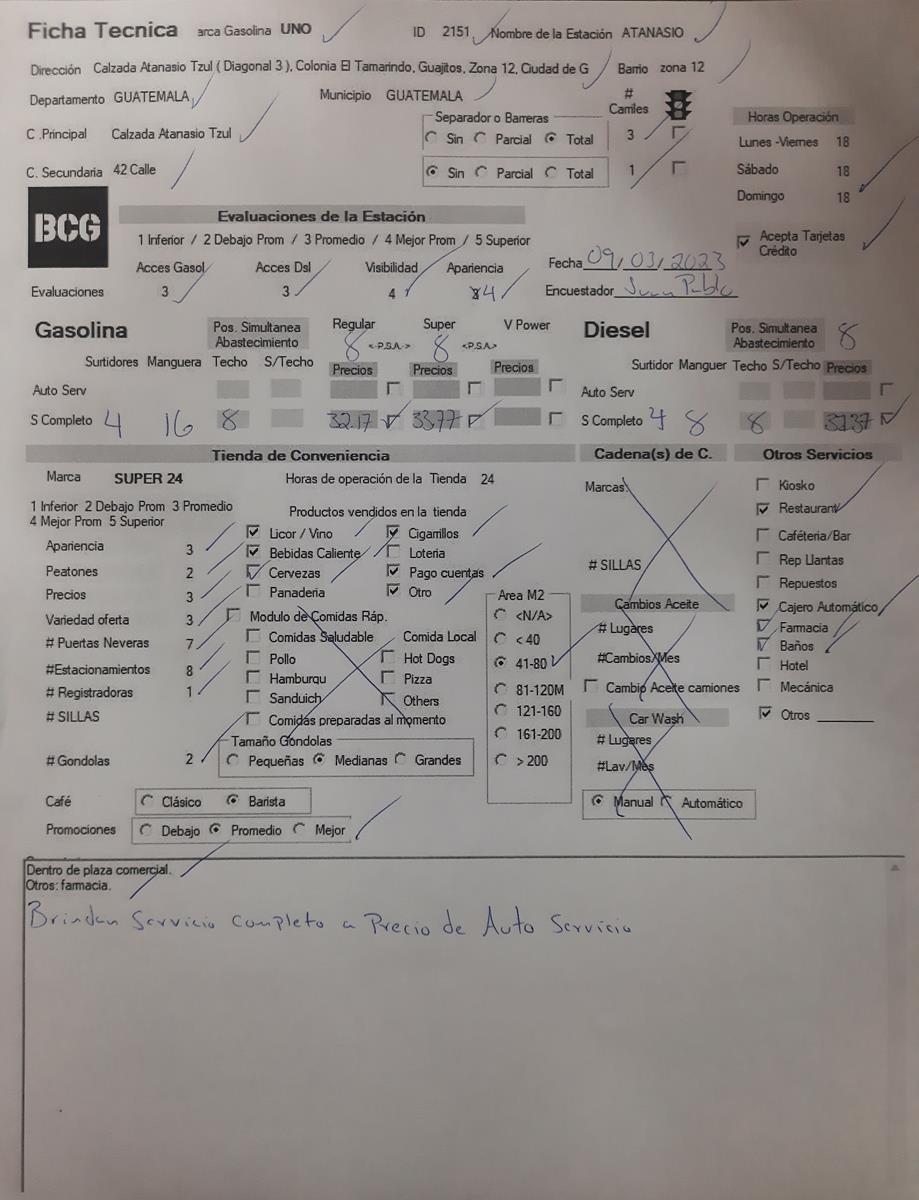 Ficha Tecnica arca Gasolina UNO ID 2151 Nombre de la Estación ATANASIO
Dirección Calzada Atanasio Tzul ( Diagonal 3 ), Colonia El Tamarindo, Guajitos, Zona 12, Ciudad de G Barrio zona 12
Departamento GUATEMALA Municipio GUATEMALA # Carriles
Separador o Barreras Horas Operación
C .Principal Calzada Atanasio Tzul Sin Parcial Total 3 Lunes -Viernes 18
C. Secundaria 42 Calle Sin Parcial Total 1 Sábado 18
Domingo 18
BCG
Evaluaciones de la Estación
1 Inferior / 2 Debajo Prom / 3 Promedio / 4 Mejor Prom / 5 Superior
Acepta Tarjetas Crédito
Acces Gasol Acces Dsl Visibilidad Apariencia Fecha 09/03/2023
Evaluaciones 3 3 4 4 Encuestador Juan Pablo
Gasolina Pos. Simultanea Abastecimiento Regular Super V Power Diesel Pos. Simultanea Abastecimiento 8
8 <-P.S.A.-> 8 <-P.S.A.->
Surtidores Manguera Techo S/Techo Precios Precios Precios Surtidor Manguer Techo S/Techo Precios
Auto Serv Auto Serv
S Completo 4 16 8 32.17 33.77 S Completo 4 8 8
Tienda de Conveniencia Cadena(s) de C. Otros Servicios
Marca SUPER 24 Horas de operación de la Tienda 24 Marcas: Kiosko
1 Inferior 2 Debajo Prom 3 Promedio
4 Mejor Prom 5 Superior
Productos vendidos en la tienda Restaurant
Apariencia 3 Licor / Vino Cigarrillos Caféteria/Bar
Bebidas Caliente Loteria # SILLAS Rep Llantas
Peatones 2 Cervezas Pago cuentas Repuestos
Precios 3 Panaderia Otro Area M2 Cambios Aceite Cajero Automático
Variedad oferta 3 Modulo de Comidas Ráp. <N/A> # Lugares Farmacia
# Puertas Neveras 7 Comidas Saludable Comida Local < 40 Baños
#Estacionamientos 8 Pollo Hot Dogs 41-80 #Cambios/Mes Hotel
# Registradoras 1 Hamburqu Pizza 81-120M Cambio Aceite camiones Mecánica
# SILLAS Sanduich Others 121-160 Car Wash Otros
Comidas preparadas al momento 161-200 # Lugares
Tamaño Gondolas
# Gondolas 2 Pequeñas Medianas Grandes > 200 #Lav/Mes
Café Clásico Barista Manual Automático
Promociones Debajo Promedio Mejor
Dentro de plaza comercial.
Otros: farmacia.
Brindan Servicio Completo a Precio de Auto Servicio